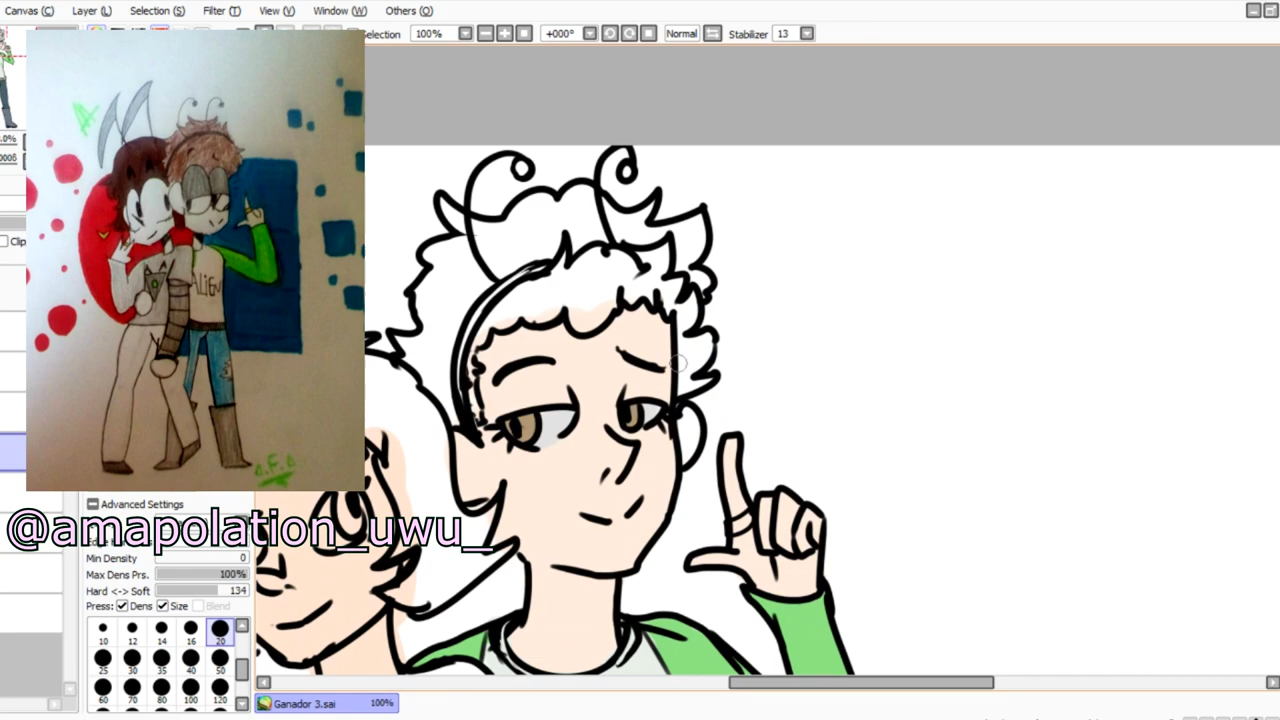 Canvas (C) Layer (L) Selection (S) Filter (T) View (V) Window (W) Others (O)
Selection 100% +000° Normal Stabilizer 13
ALIEN
Advanced Settings
@amapolation_uwu_
Min Density 0
Max Dens Prs. 100%
Hard <-> Soft 134
Press: Dens Size Blend
10 12 14 16 20
25 30 35 40 50
60 70 80 100 120
Ganador 3.sai 100%